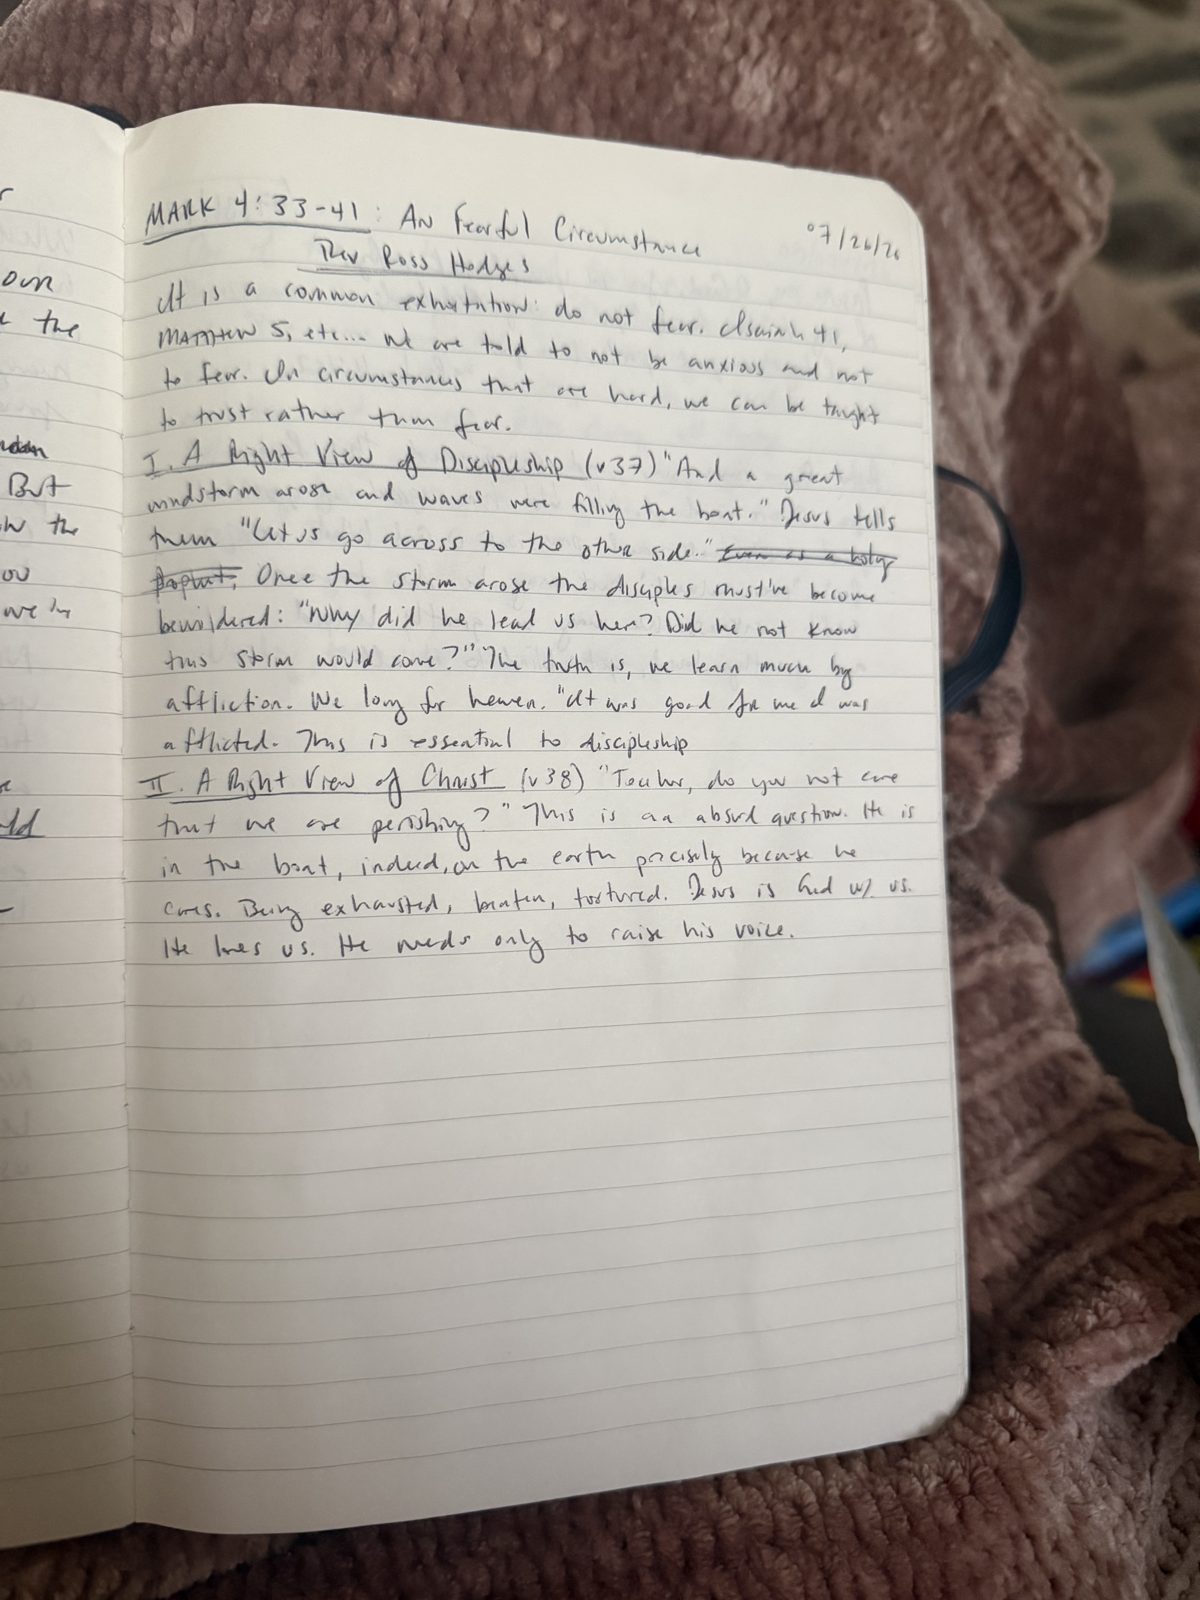 our
the
But
the
MARK 4:33-41: An Fearful Circumstance
07/26/20
Rev Ross Hodges
It is a common exhortation: do not fear. Isaiah 41,
MATTHEW 5, etc... We are told to not be anxious and not
to fear. In circumstances that are hard, we can be taught
to trust rather than fear.
I. A Right View of Discipleship (v37) "And a great
windstorm arose and waves were filling the boat." Jesus tells
them "Let us go across to the other side." Even as a holy
Prophet, Once the storm arose the disciples must've become
bewildered: "Why did he lead us here? Did he not know
this storm would come?" The truth is, we learn much by
affliction. We long for heaven. "It was good for me I was
afflicted. This is essential to discipleship
II. A Right View of Christ (v38) "Teacher, do you not care
that we are perishing?" This is an absurd question. He is
in the boat, indeed, on the earth precisely because he
cares. Being exhausted, beaten, tortured. Jesus is God w/ us.
He loves us. He needs only to raise his voice.